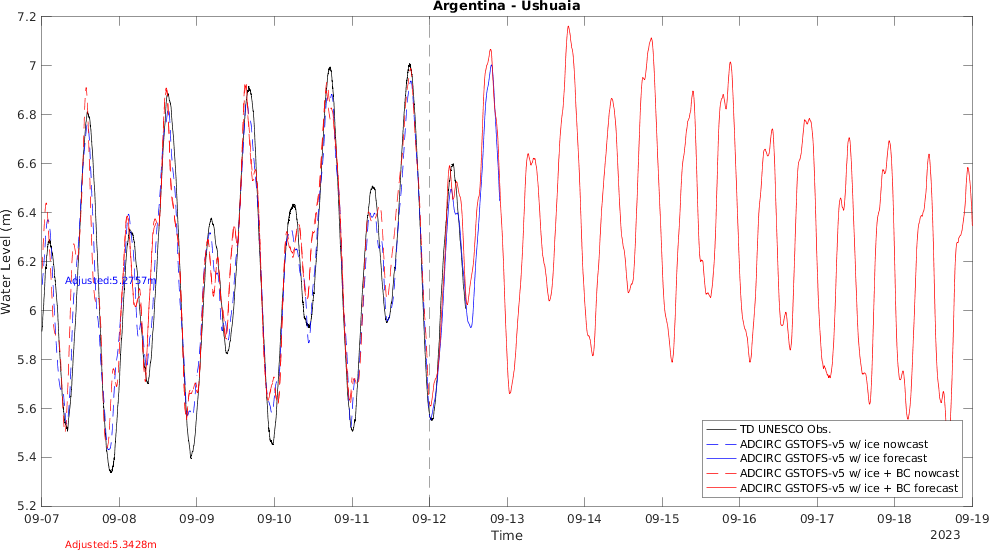 Argentina - Ushuaia
7.2
7
6.8
6.6
6.4
6.2
6
5.8
5.6
5.4
5.2
Water Level (m)
Adjusted:5.2757m
TD UNESCO Obs.
ADCIRC GSTOFS-v5 w/ ice nowcast
ADCIRC GSTOFS-v5 w/ ice forecast
ADCIRC GSTOFS-v5 w/ ice + BC nowcast
ADCIRC GSTOFS-v5 w/ ice + BC forecast
09-07 09-08 09-09 09-10 09-11 09-12 09-13 09-14 09-15 09-16 09-17 09-18 09-19
Time
2023
Adjusted:5.3428m